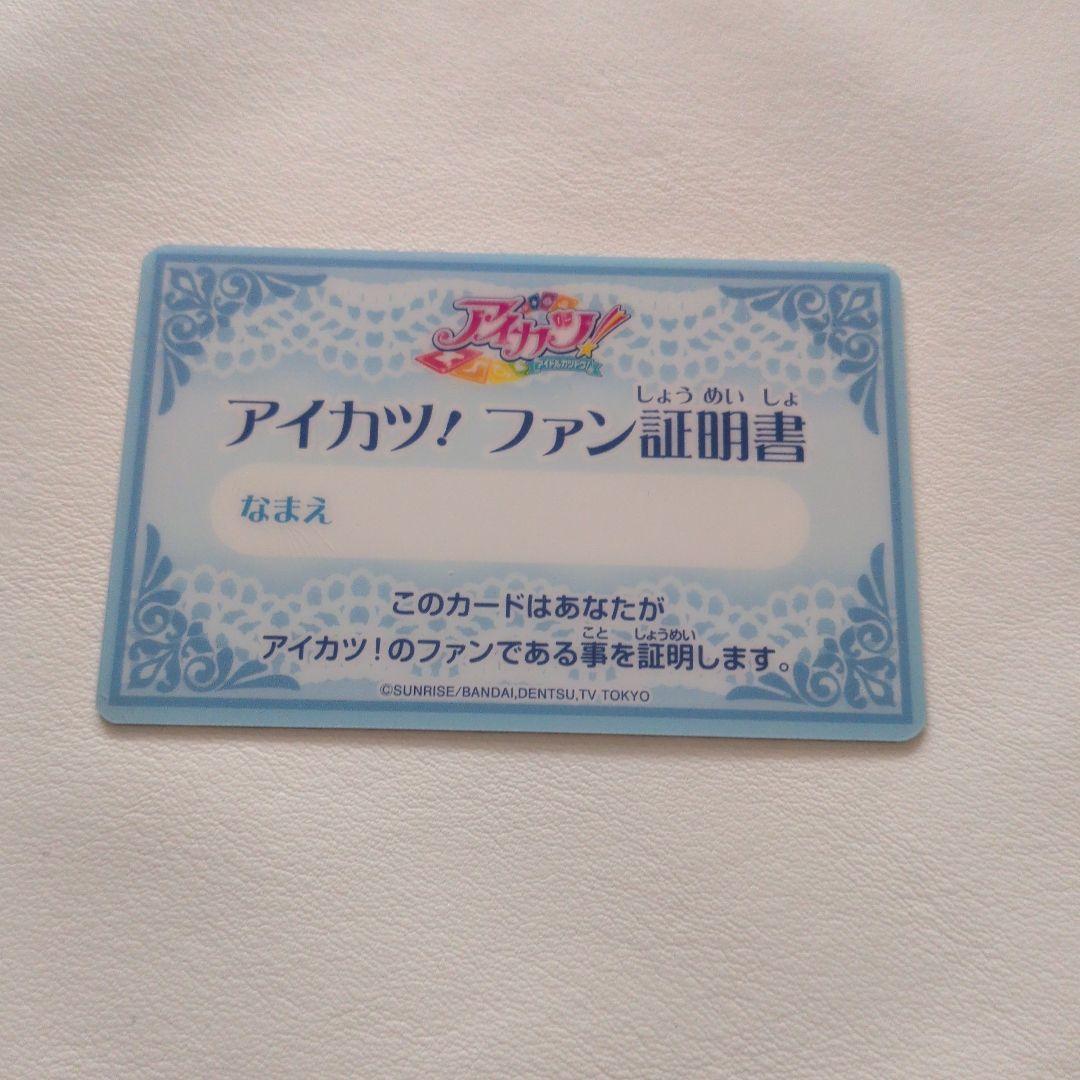 アイカツ!
アイドルカツドウ!
アイカツ! ファン証明書
しょう めい しょ
なまえ
このカードはあなたが
アイカツ!のファンである事を証明します。
こと しょうめい
©SUNRISE/BANDAI,DENTSU,TV TOKYO